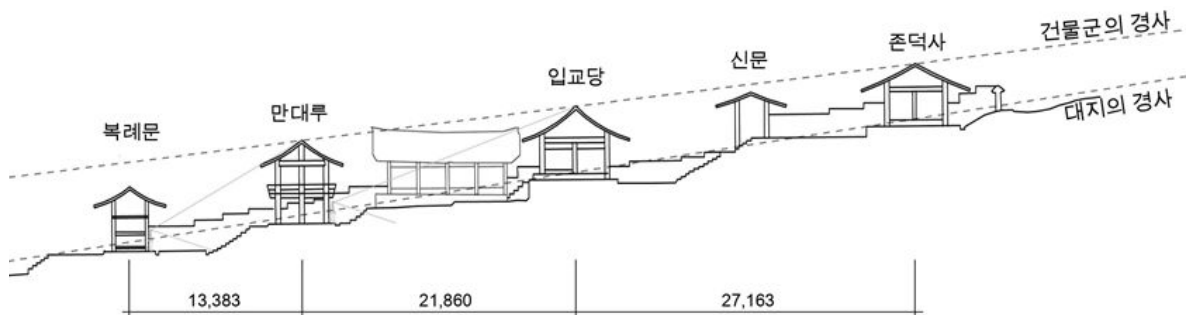 건물군의 경사
존덕사
신문
입교당
대지의 경사
만대루
복례문
13,383
21,860
27,163